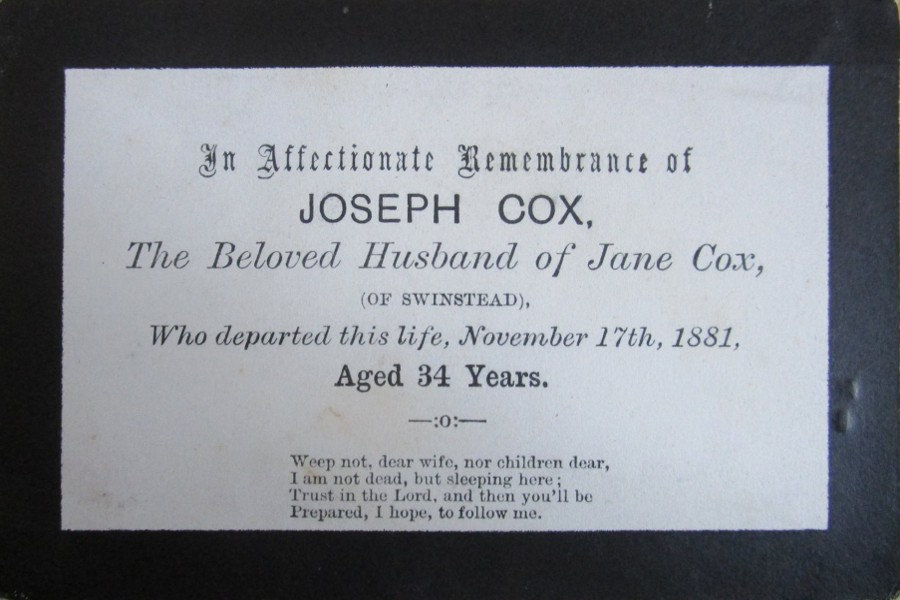 In Affectionate Remembrance of
JOSEPH COX,
The Beloved Husband of Jane Cox,
(OF SWINSTEAD),
Who departed this life, November 17th, 1881,
Aged 34 Years.
—:o:—
Weep not, dear wife, nor children dear,
I am not dead, but sleeping here;
Trust in the Lord, and then you'll be
Prepared, I hope, to follow me.